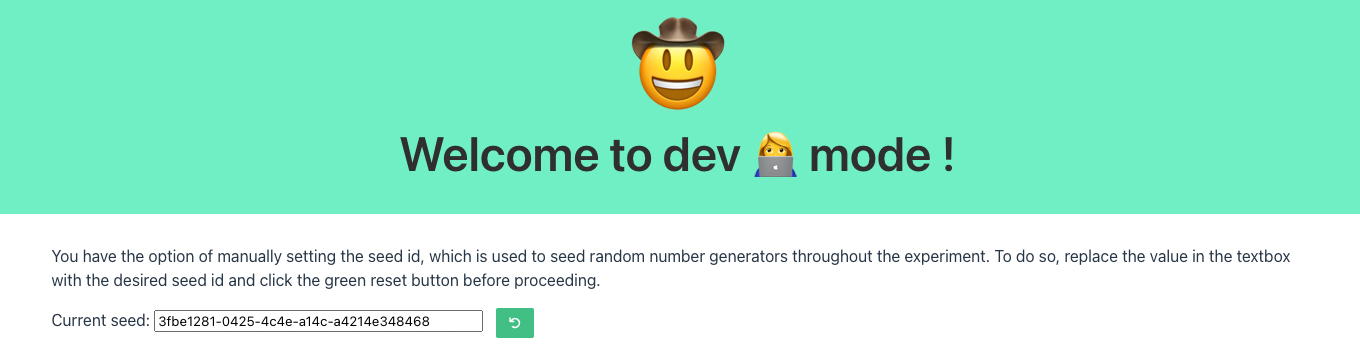 Welcome to dev 👩‍💻 mode !
You have the option of manually setting the seed id, which is used to seed random number generators throughout the experiment. To do so, replace the value in the textbox
with the desired seed id and click the green reset button before proceeding.
Current seed: 3fbe1281-0425-4c4e-a14c-a4214e348468